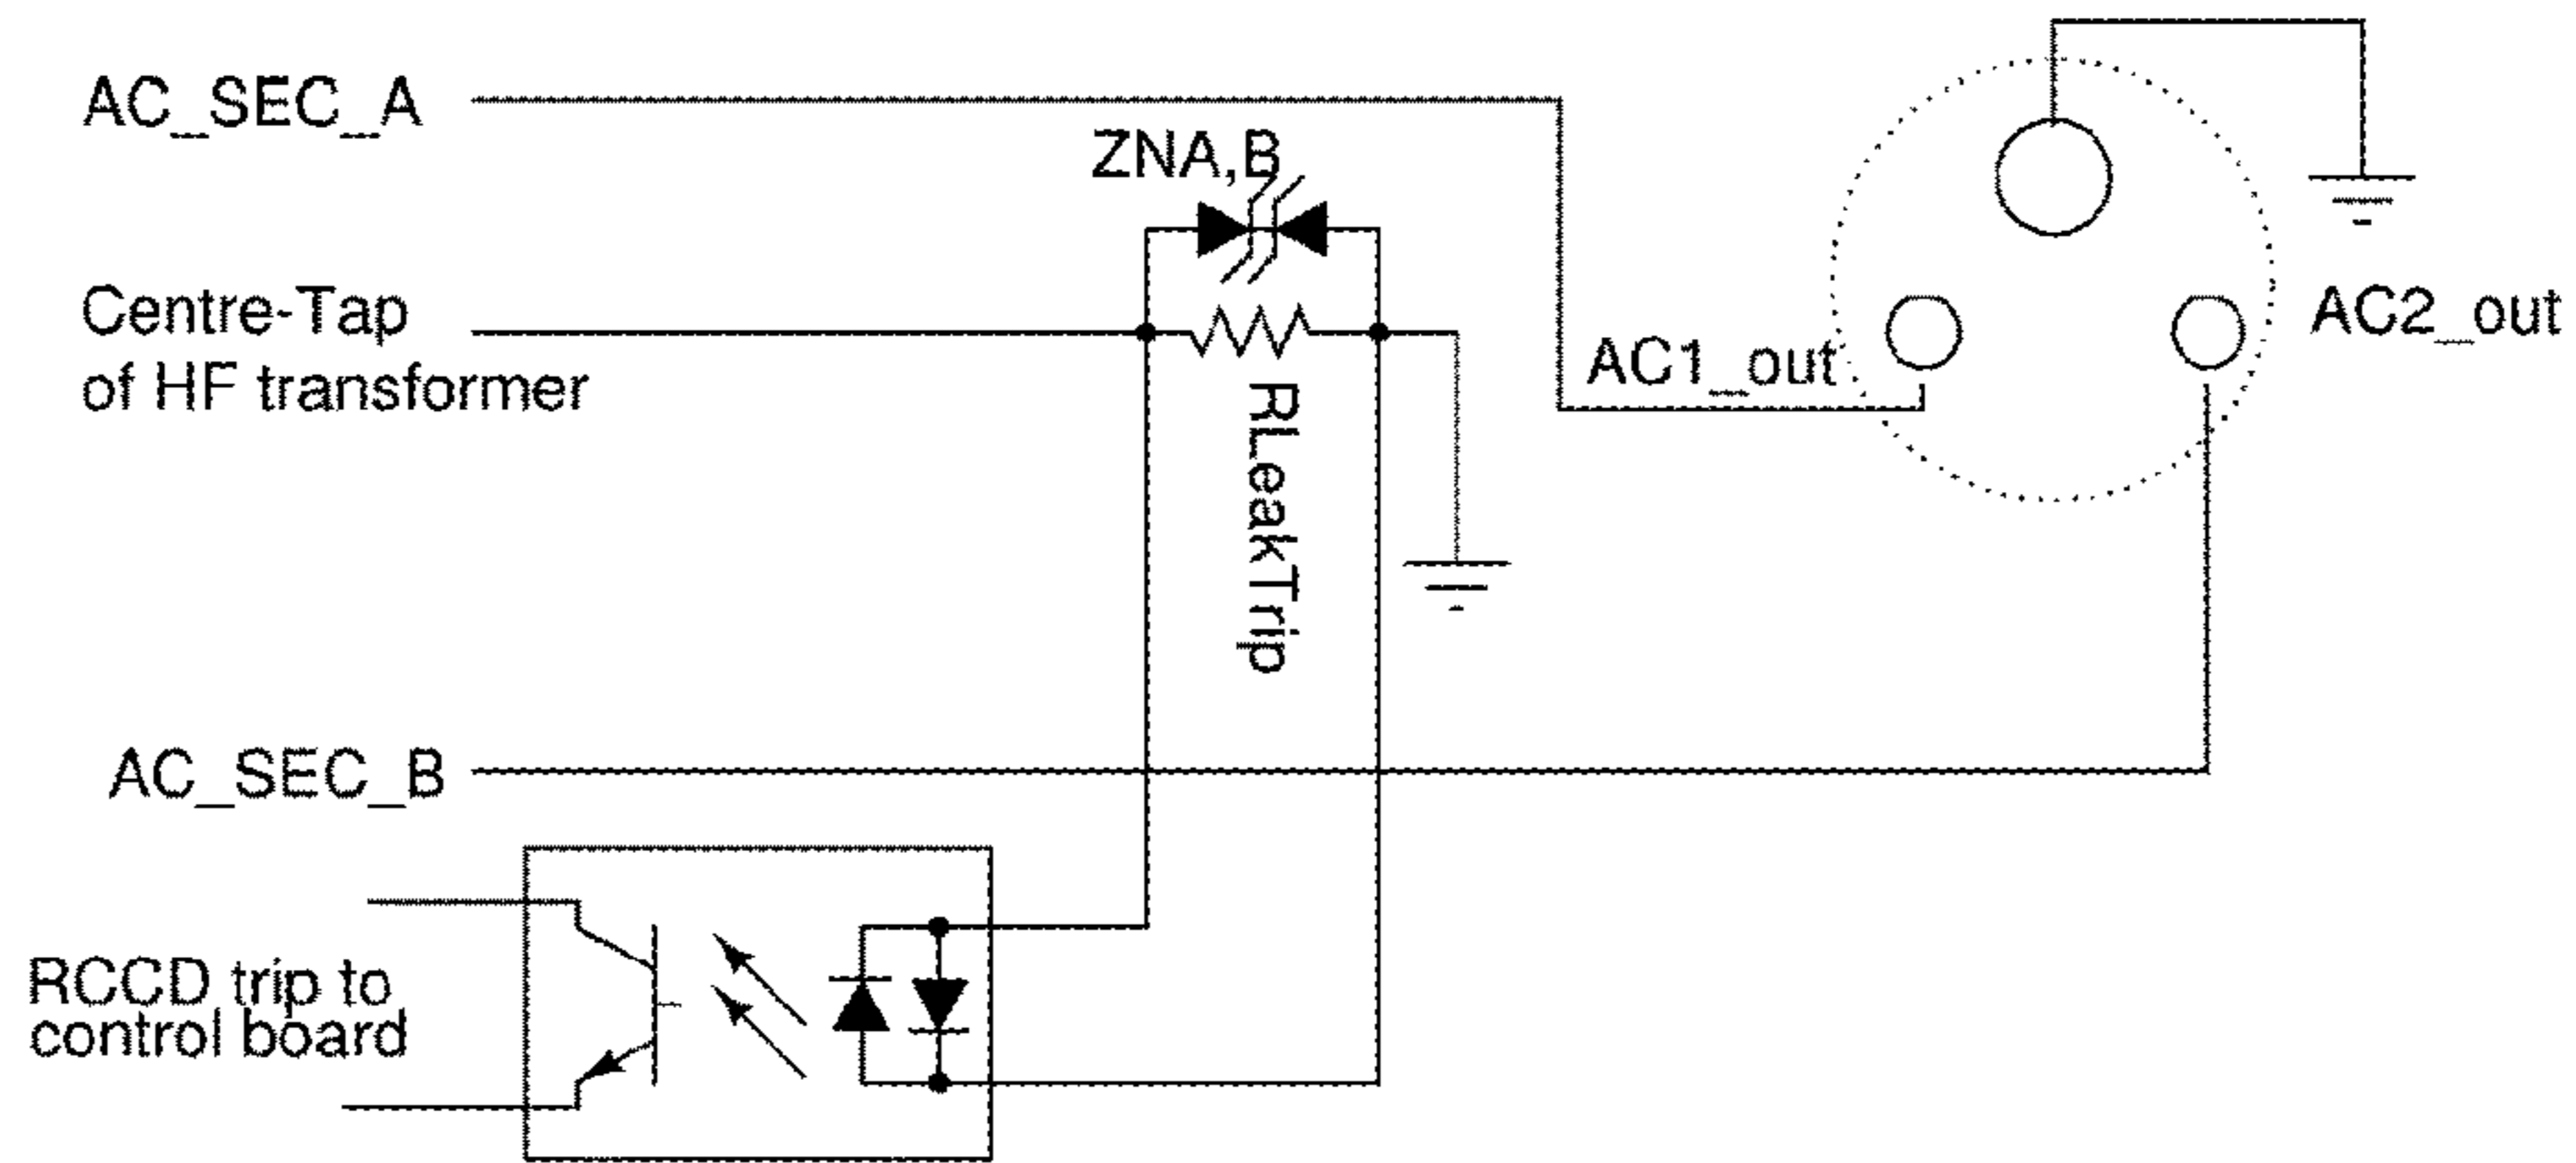 AC_SEC_A
ZNA,B
Centre-Tap
of HF transformer
AC1_out
AC2_out
RLeakTrip
AC_SEC_B
RCCD trip to
control board